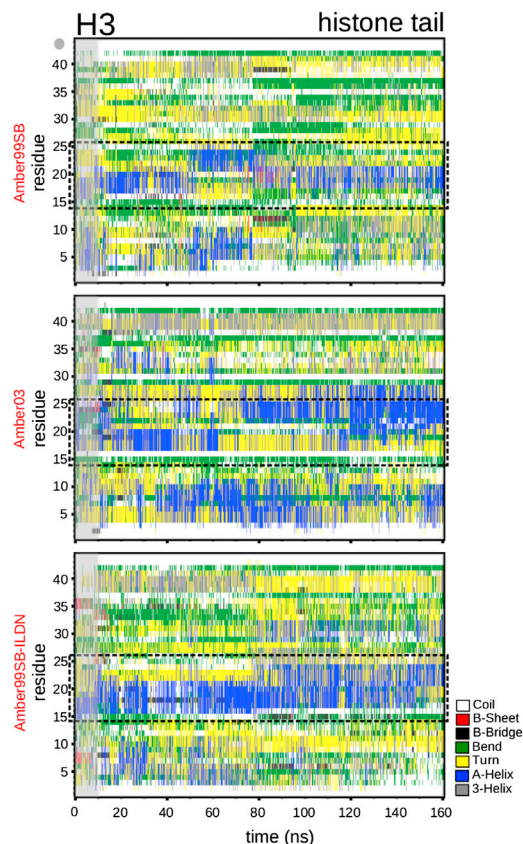 H3 histone tail
Amber99SB
residue
40
35
30
25
20
15
10
5
Amber03
residue
40
35
30
25
20
15
10
5
Amber99SB-ILDN
residue
40
35
30
25
20
15
10
5
0 20 40 60 80 100 120 140 160
time (ns)
Coil
B-Sheet
B-Bridge
Bend
Turn
A-Helix
3-Helix